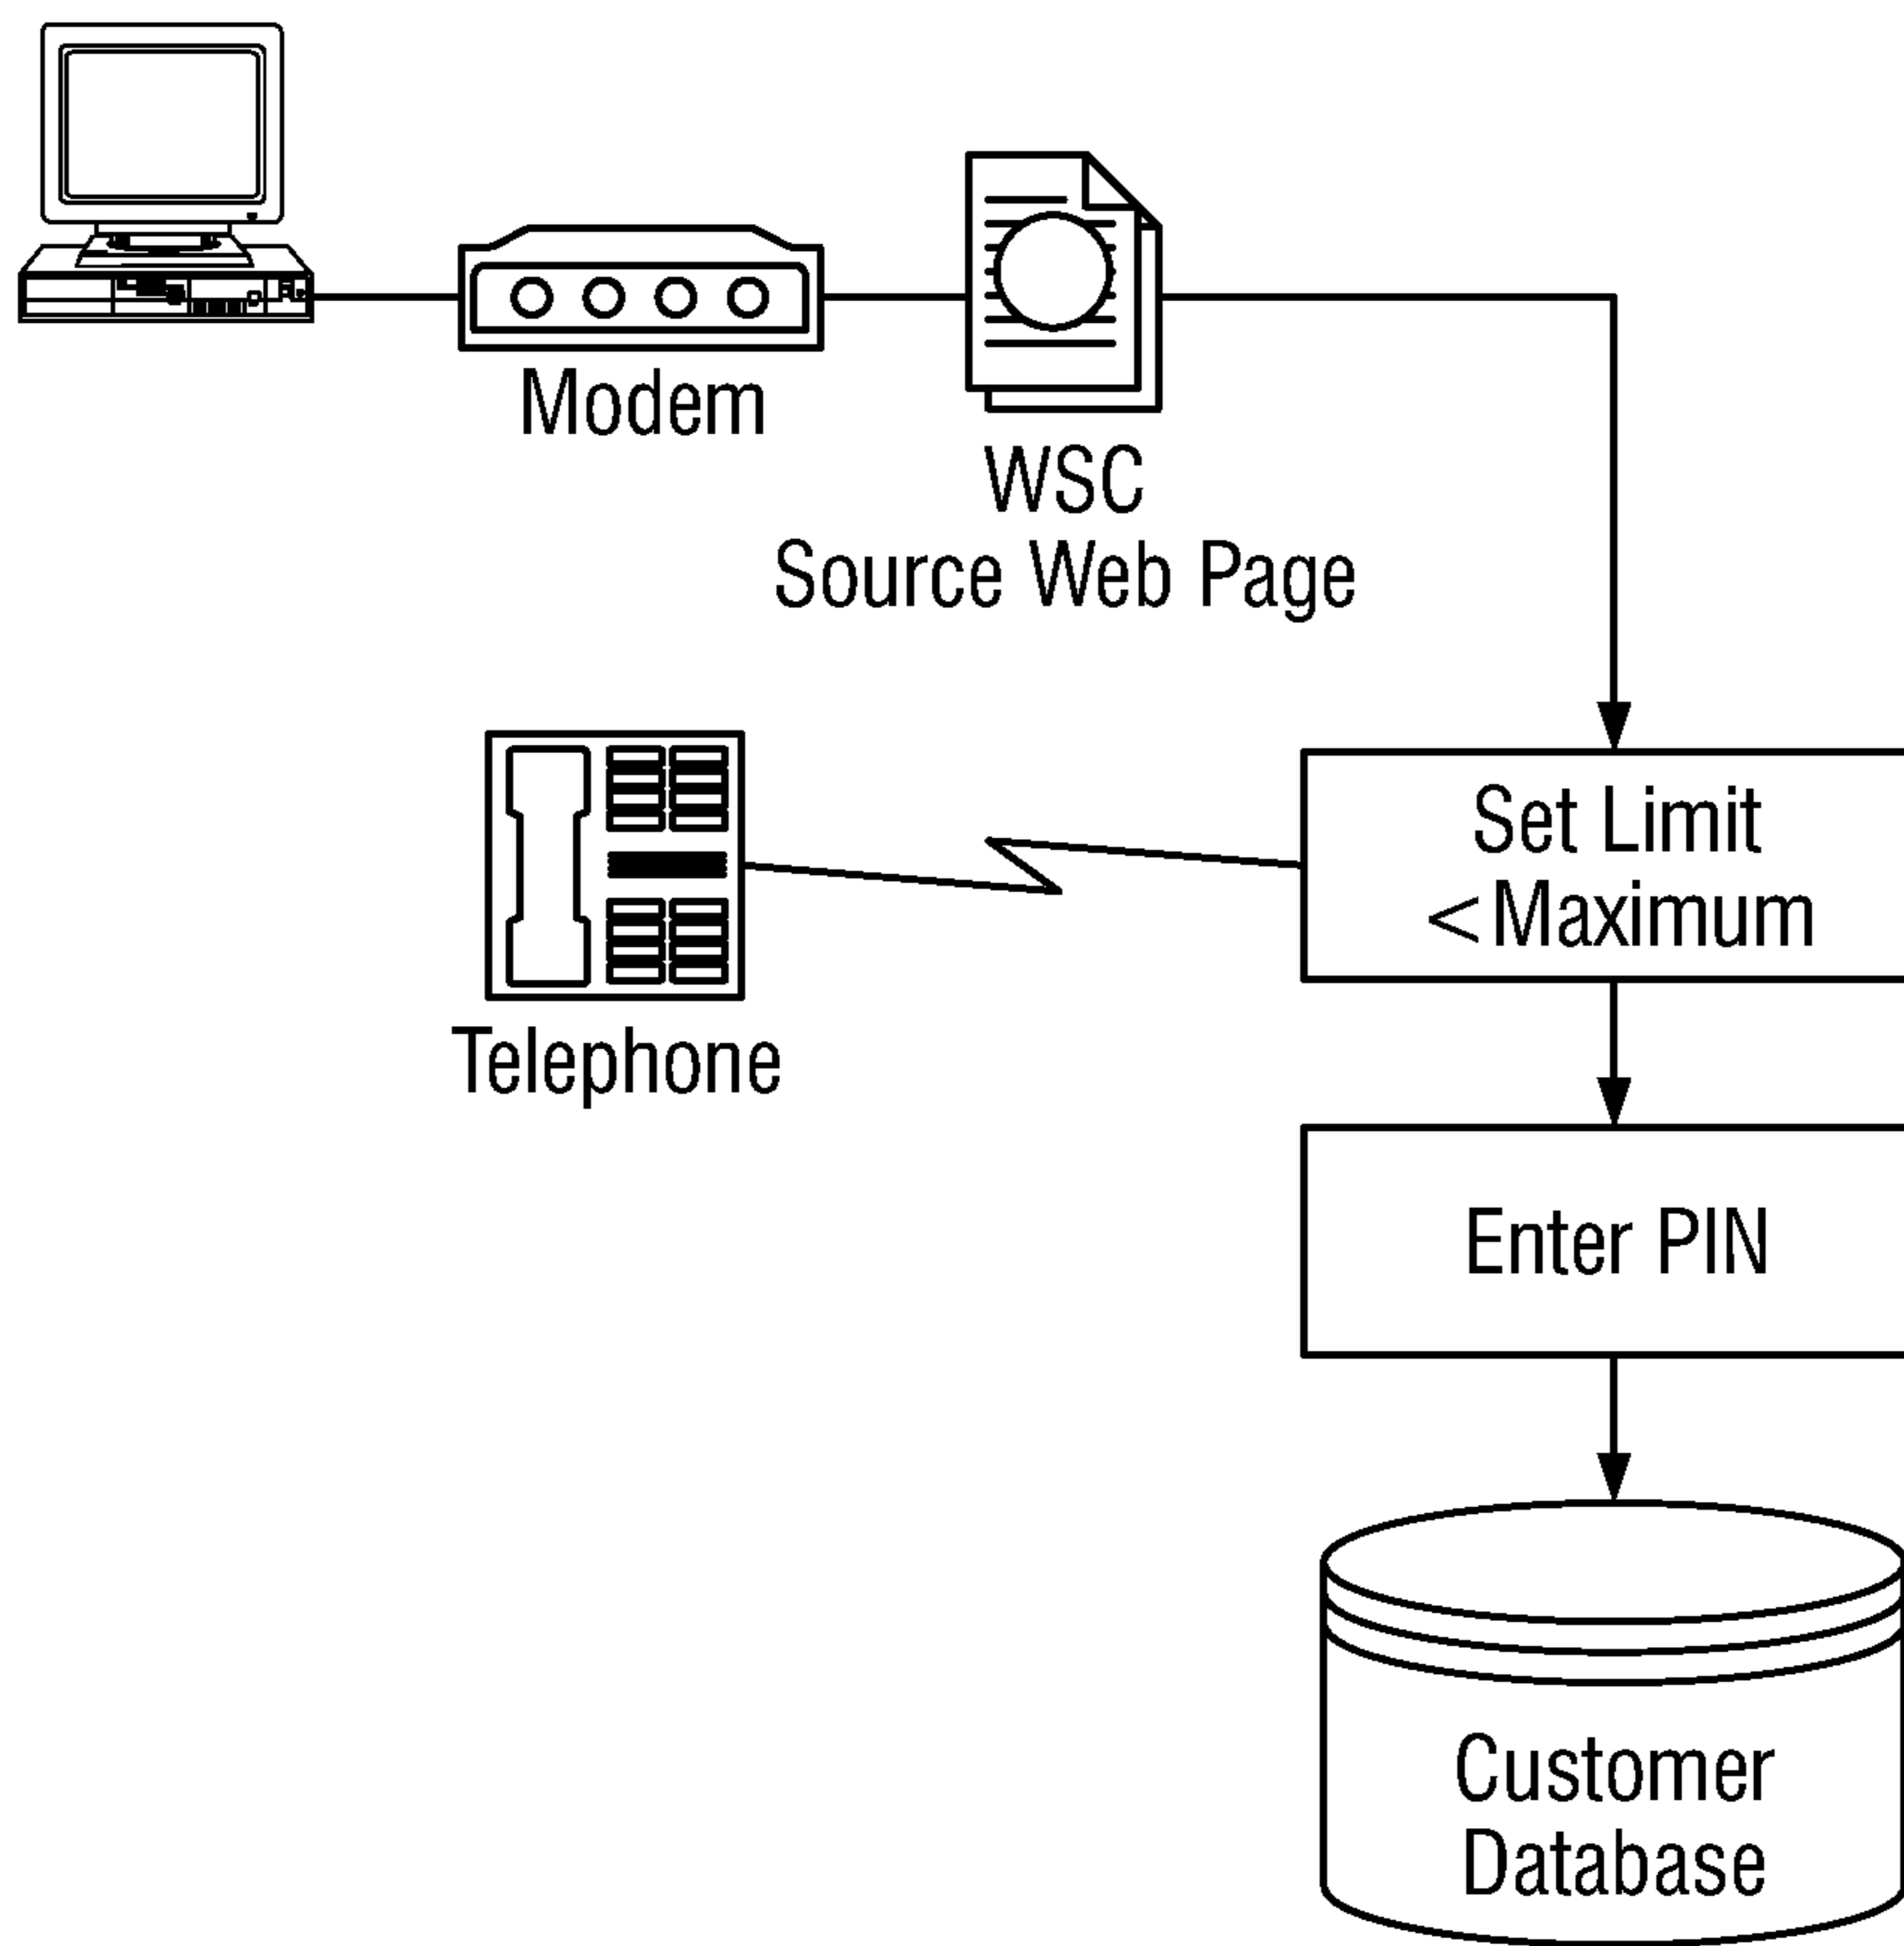 Modem
WSC
Source Web Page
Set Limit
< Maximum
Telephone
Enter PIN
Customer
Database